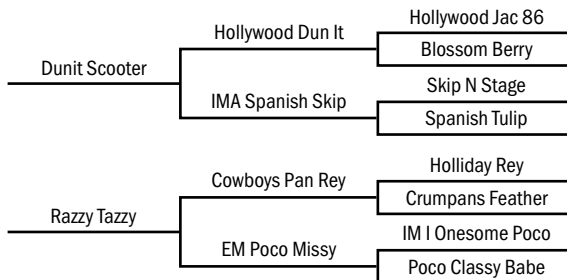 Hollywood Jac 86
Hollywood Dun It
Blossom Berry
Dunit Scooter
Skip N Stage
IMA Spanish Skip
Spanish Tulip
Holliday Rey
Cowboys Pan Rey
Crumpans Feather
Razzy Tazzy
IM I Onesome Poco
EM Poco Missy
Poco Classy Babe